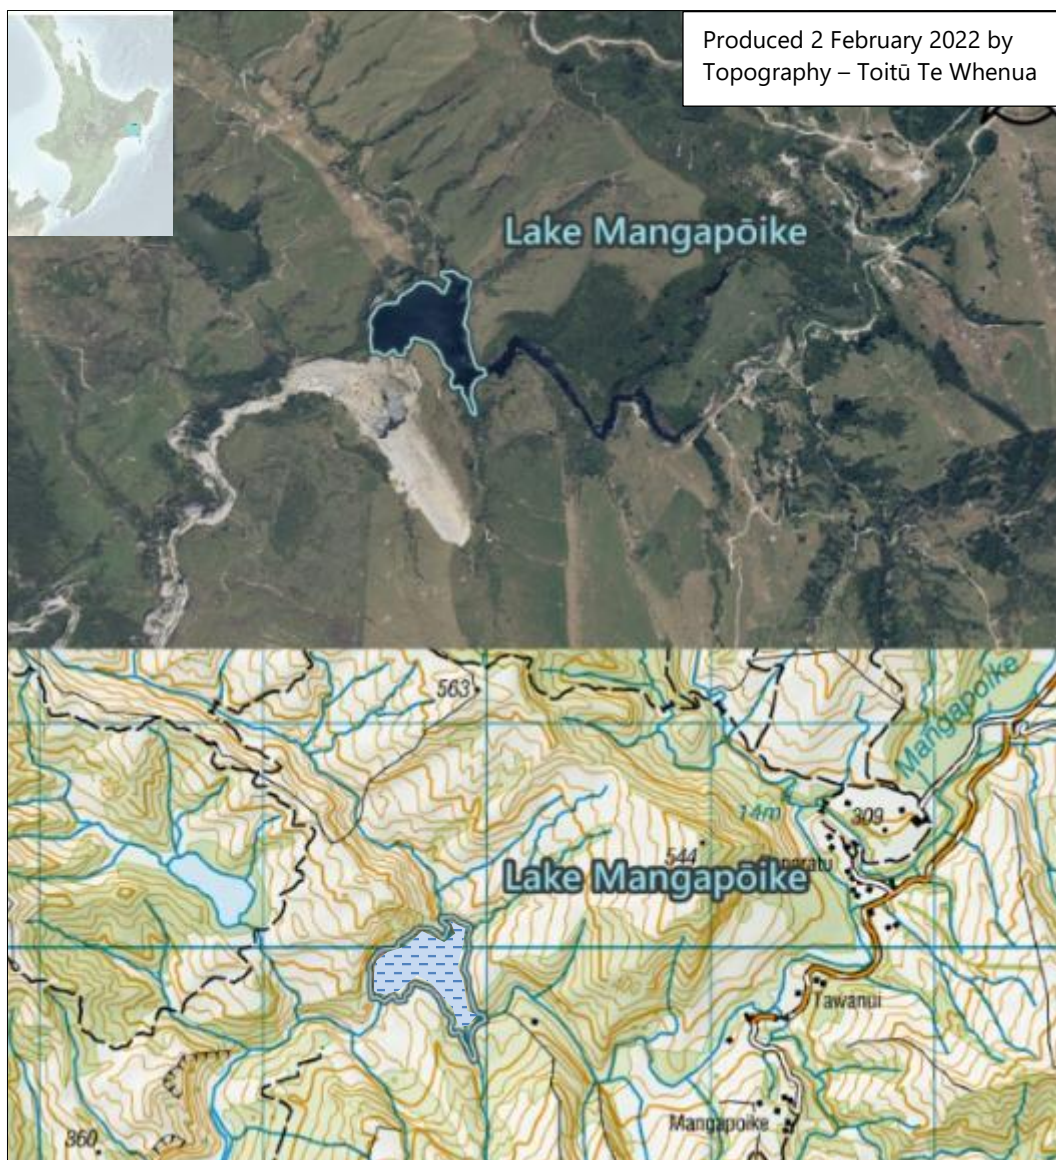 Produced 2 February 2022 by
Topography – Toitū Te Whenua
Lake Mangapōike
563
Mangapoike
14m
309
544
Lake Mangapōike
Tawanui
Mangapoike
360